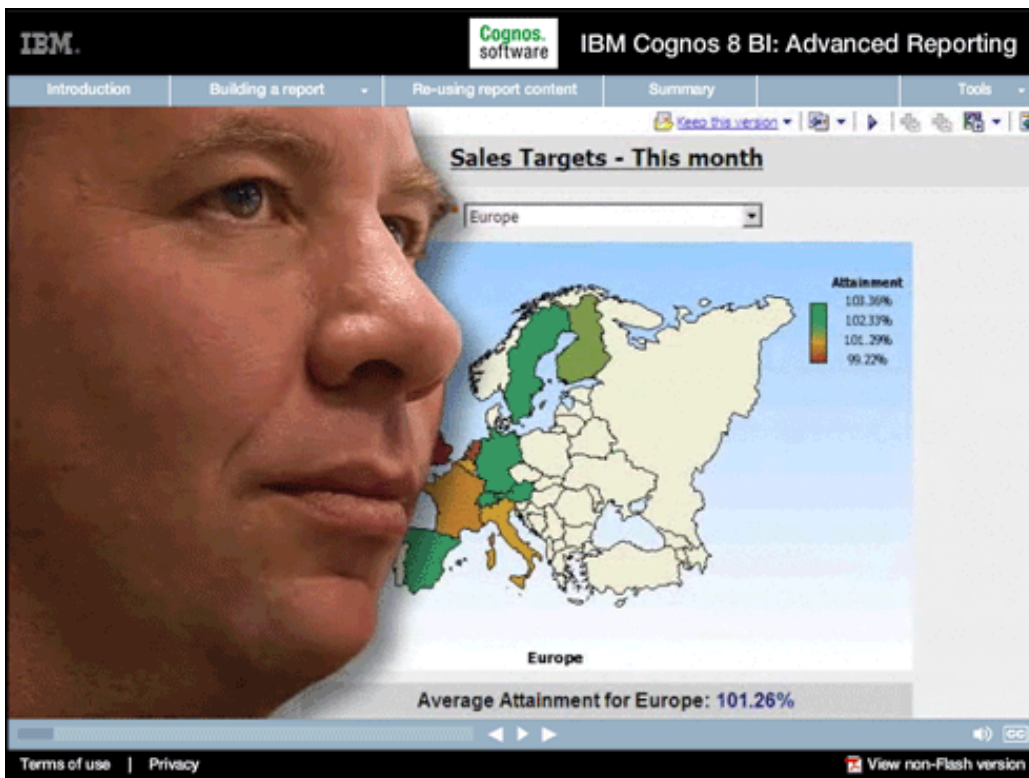 IBM.
Cognos.
software
IBM Cognos 8 BI: Advanced Reporting
Introduction
Building a report
Re-using report content
Summary
Tools
Keep this version
Sales Targets - This month
Europe
Attainment
103.36%
102.33%
101.29%
99.22%
Europe
Average Attainment for Europe: 101.26%
CC
Terms of use | Privacy
View non-Flash version